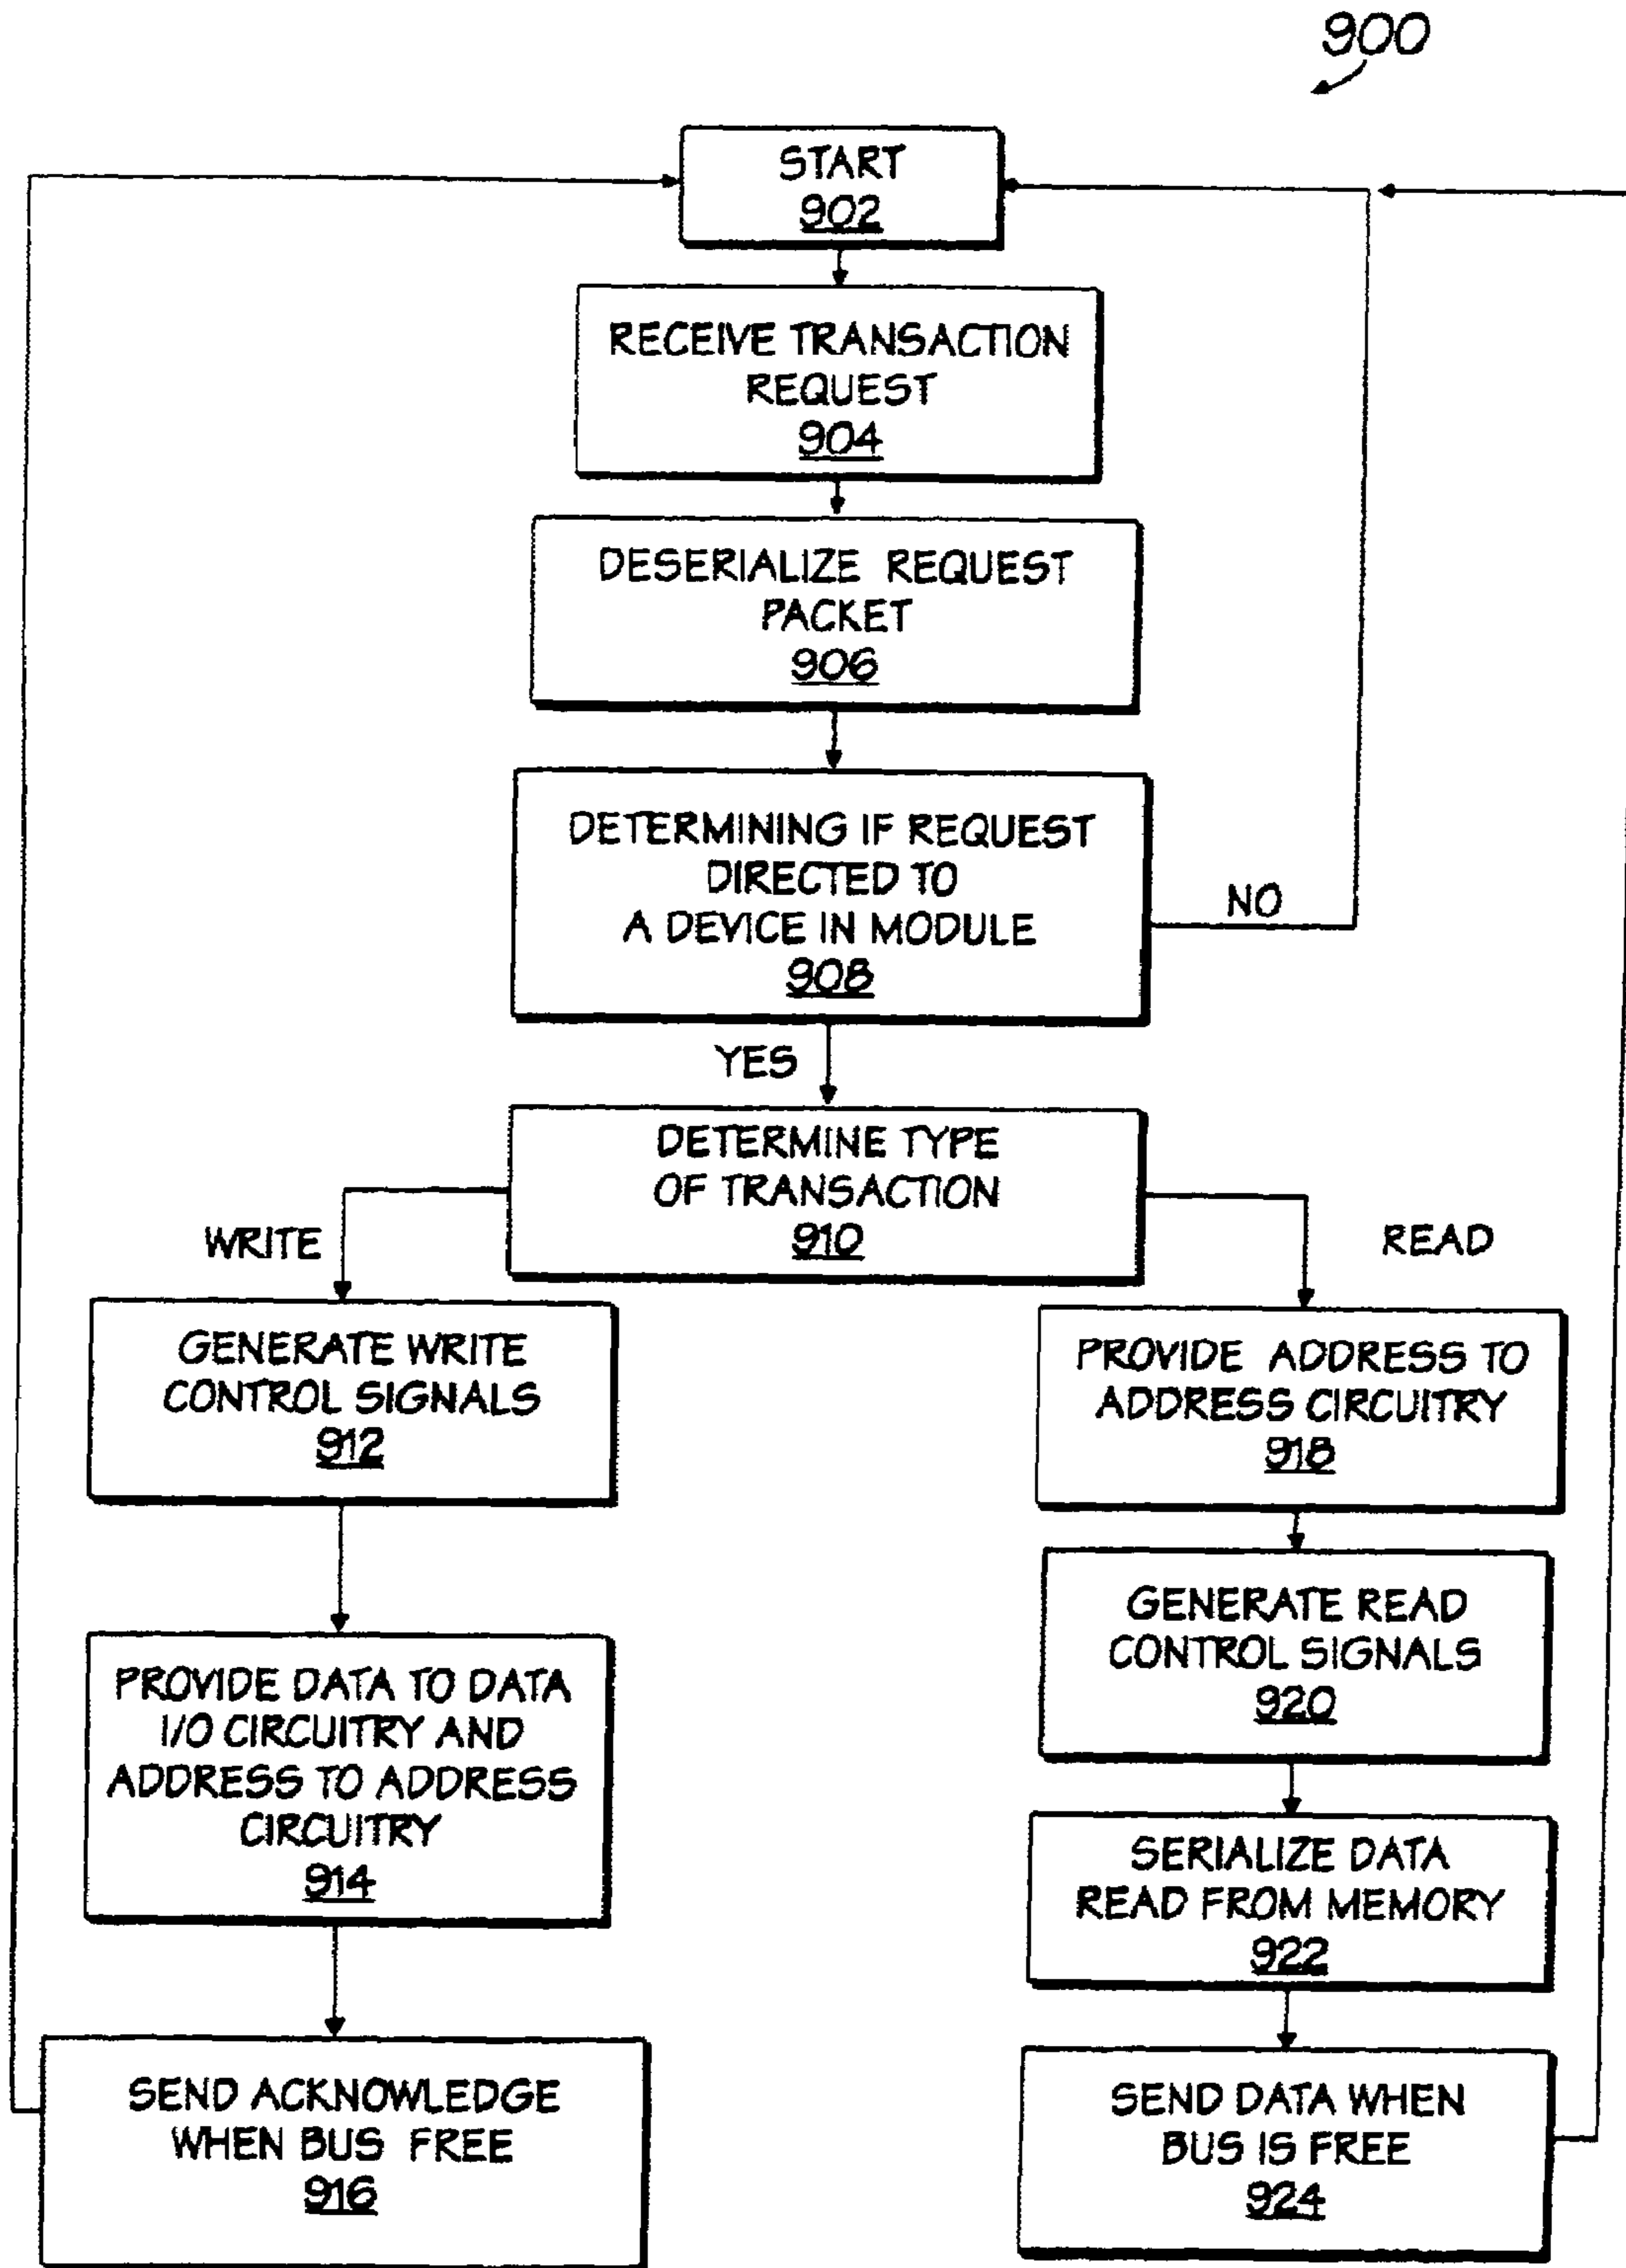 900
START
902
RECEIVE TRANSACTION
REQUEST
904
DESERIALIZE REQUEST
PACKET
906
DETERMINING IF REQUEST
DIRECTED TO
A DEVICE IN MODULE
908
NO
YES
DETERMINE TYPE
OF TRANSACTION
910
WRITE
READ
GENERATE WRITE
CONTROL SIGNALS
912
PROVIDE DATA TO DATA
I/O CIRCUITRY AND
ADDRESS TO ADDRESS
CIRCUITRY
914
SEND ACKNOWLEDGE
WHEN BUS FREE
916
PROVIDE ADDRESS TO
ADDRESS CIRCUITRY
918
GENERATE READ
CONTROL SIGNALS
920
SERIALIZE DATA
READ FROM MEMORY
922
SEND DATA WHEN
BUS IS FREE
924